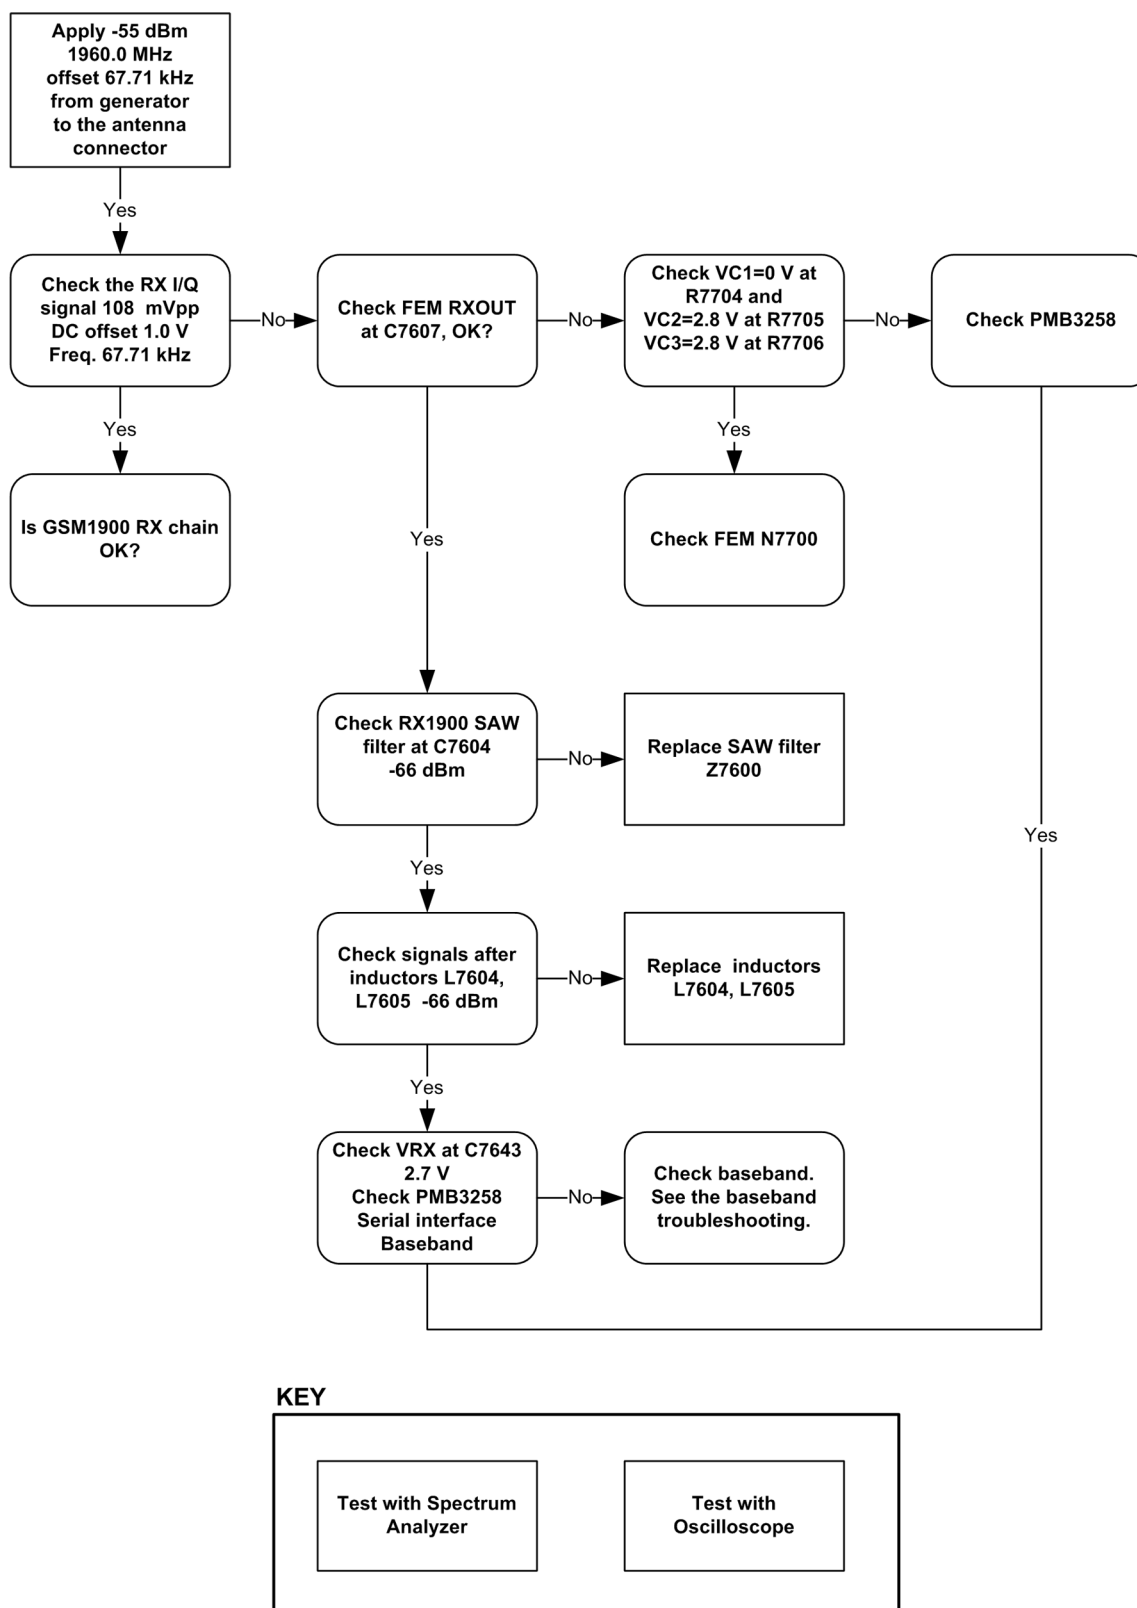 Apply -55 dBm
1960.0 MHz
offset 67.71 kHz
from generator
to the antenna
connector
Yes
Check the RX I/Q
signal 108 mVpp
DC offset 1.0 V
Freq. 67.71 kHz
No
Check FEM RXOUT
at C7607, OK?
No
Check VC1=0 V at
R7704 and
VC2=2.8 V at R7705
VC3=2.8 V at R7706
No
Check PMB3258
Yes
Yes
Is GSM1900 RX chain
OK?
Yes
Check FEM N7700
Check RX1900 SAW
filter at C7604
-66 dBm
No
Replace SAW filter
Z7600
Yes
Yes
Check signals after
inductors L7604,
L7605 -66 dBm
No
Replace inductors
L7604, L7605
Yes
Check VRX at C7643
2.7 V
Check PMB3258
Serial interface
Baseband
No
Check baseband.
See the baseband
troubleshooting.
KEY
Test with Spectrum
Analyzer
Test with
Oscilloscope